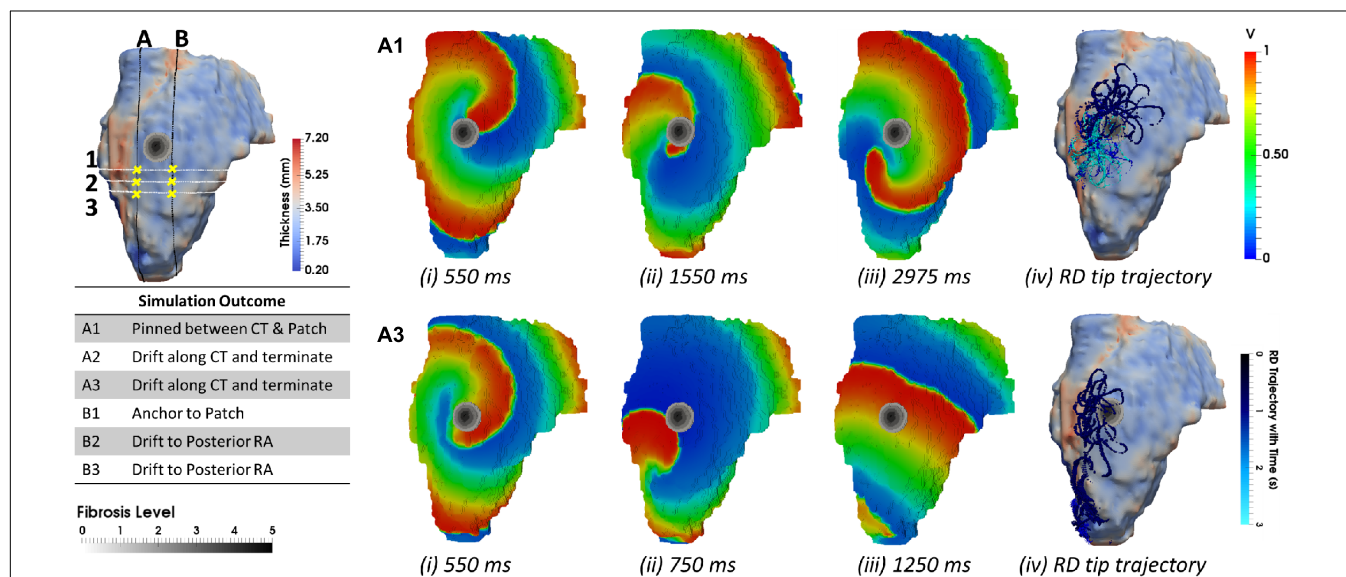 A B
1
2
3
Thickness (mm)
7.20
5.30
3.50
1.75
0.20
Simulation Outcome
A1 Pinned between CT & Patch
A2 Drift along CT and terminate
A3 Drift along CT and terminate
B1 Anchor to Patch
B2 Drift to Posterior RA
B3 Drift to Posterior RA
Fibrosis Level
0 1 2 3 4 5
A1
(i) 550 ms
(ii) 1550 ms
(iii) 2975 ms
(iv) RD tip trajectory
V
1
0.50
0
A3
(i) 550 ms
(ii) 750 ms
(iii) 1250 ms
(iv) RD tip trajectory
RD Trajectory with Time (s)
0
1
2
3